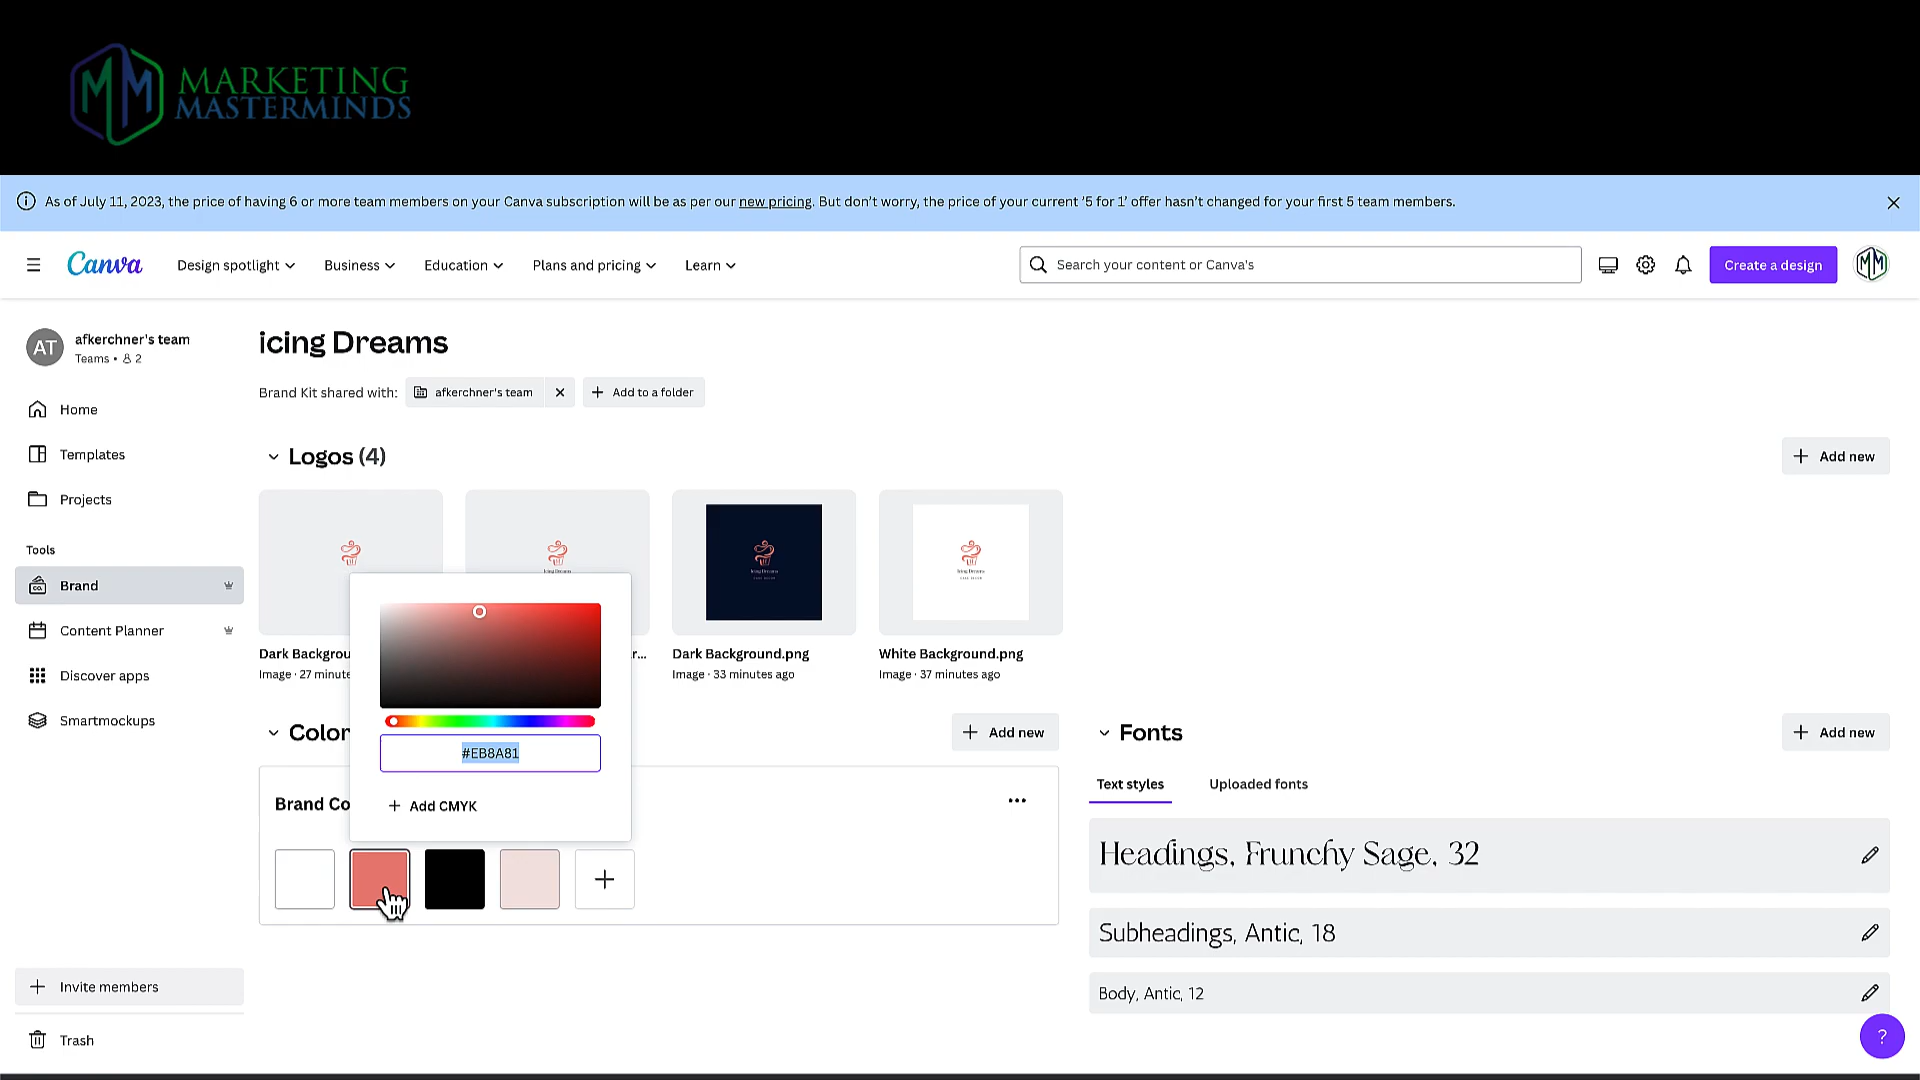 MARKETING
MASTERMINDS
As of July 11, 2023, the price of having 6 or more team members on your Canva subscription will be as per our new pricing. But don't worry, the price of your current '5 for 1' offer hasn't changed for your first 5 team members.
Canva
Design spotlight
Business
Education
Plans and pricing
Learn
Search your content or Canva's
Create a design
AT
afkerchner's team
Teams • 2
Home
Templates
Projects
Tools
Brand
Content Planner
Discover apps
Smartmockups
Invite members
Trash
icing Dreams
Brand Kit shared with:
afkerchner's team
Add to a folder
Logos (4)
Add new
Icing Dreams
Icing Dreams
Icing Dreams
Dark Backgrou
r...
Dark Background.png
White Background.png
Image · 27 minute
Image · 33 minutes ago
Image · 37 minutes ago
Color
Add new
#EB8A81
Add CMYK
Brand Co
Fonts
Add new
Text styles
Uploaded fonts
Headings, Frunchy Sage, 32
Subheadings, Antic, 18
Body, Antic, 12
?